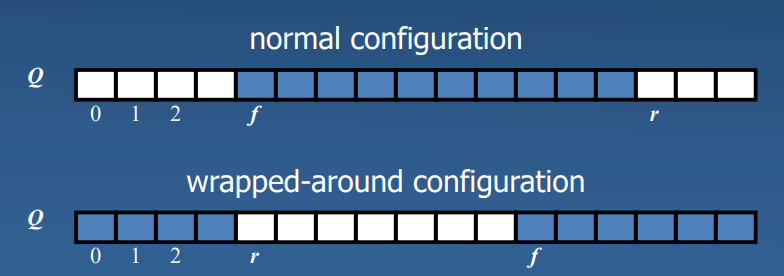 normal configuration
Q
0 1 2 f r
wrapped-around configuration
Q
0 1 2 r f